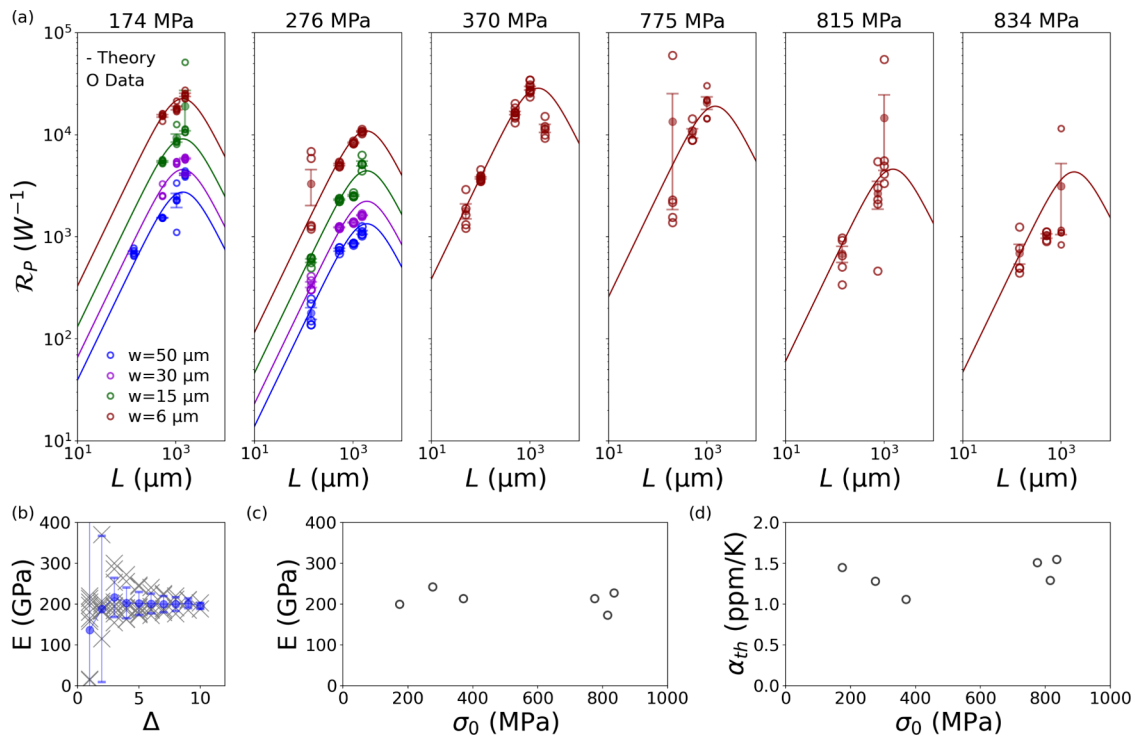 (a)
174 MPa
276 MPa
370 MPa
775 MPa
815 MPa
834 MPa
10^5
10^4
10^3
10^2
10^1
R_P (W^{-1})
- Theory
O Data
w=50 μm
w=30 μm
w=15 μm
w=6 μm
10^1 10^3
10^1 10^3
10^1 10^3
10^1 10^3
10^1 10^3
10^1 10^3
L (μm)
L (μm)
L (μm)
L (μm)
L (μm)
L (μm)
(b)
400
300
200
100
0
E (GPa)
0 5 10
Δ
(c)
400
300
200
100
0
E (GPa)
0 200 400 600 800 1000
σ_0 (MPa)
(d)
2.0
1.5
1.0
0.5
0.0
α_{th} (ppm/K)
0 200 400 600 800 1000
σ_0 (MPa)